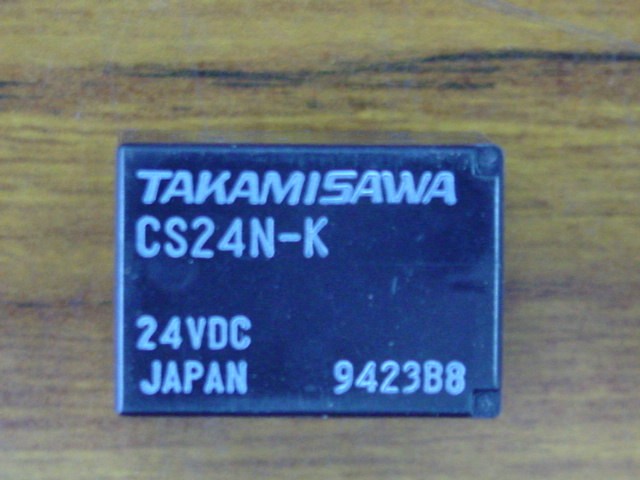 TAKAMISAWA
CS24N-K
24VDC
JAPAN 9423B8